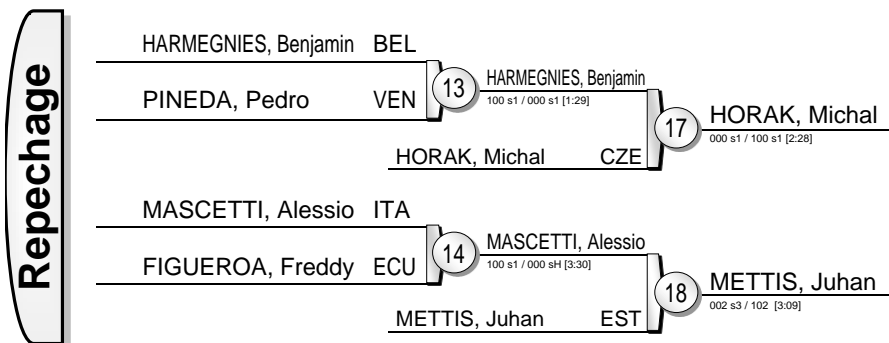 Repechage
HARMEGNIES, Benjamin BEL
PINEDA, Pedro VEN
13
HARMEGNIES, Benjamin
100 s1 / 000 s1 [1:29]
HORAK, Michal CZE
17
HORAK, Michal
000 s1 / 100 s1 [2:28]
MASCETTI, Alessio ITA
FIGUEROA, Freddy ECU
14
MASCETTI, Alessio
100 s1 / 000 sH [3:30]
METTIS, Juhan EST
18
METTIS, Juhan
002 s3 / 102 [3:09]